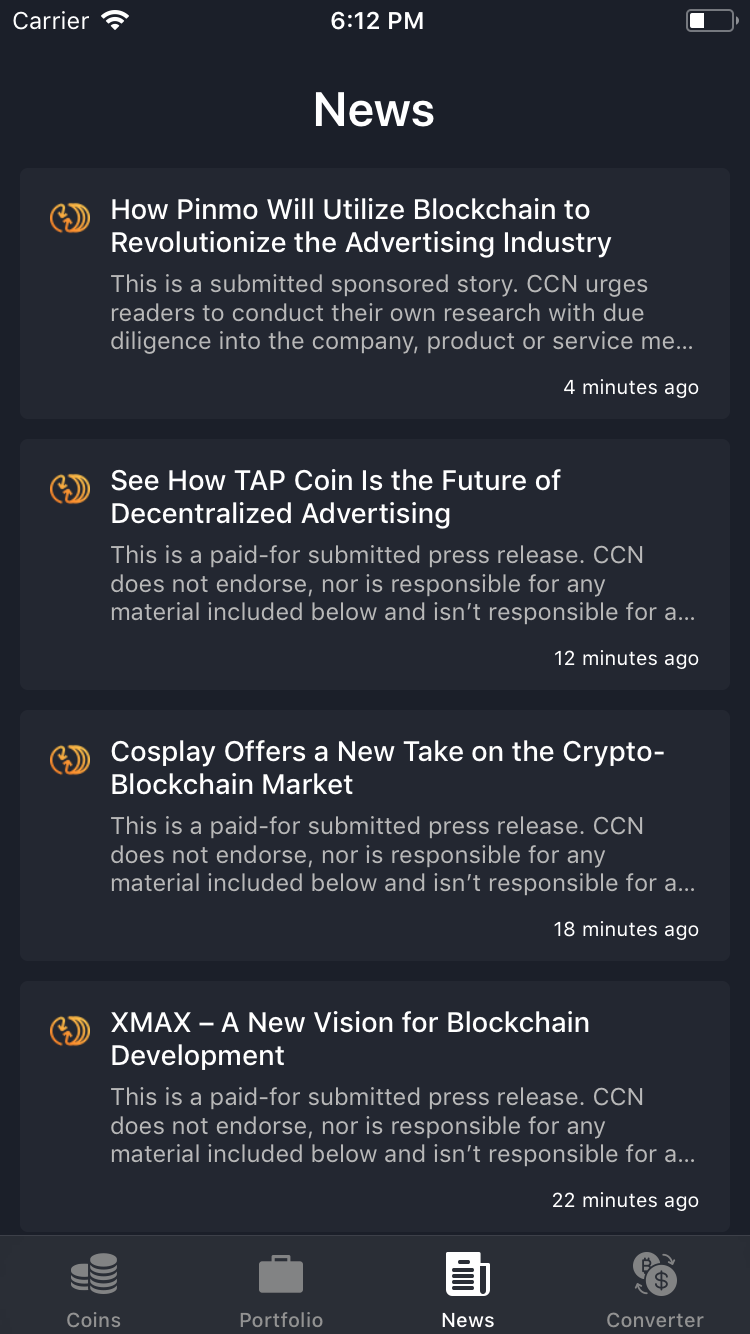 Carrier 6:12 PM
News
How Pinmo Will Utilize Blockchain to
Revolutionize the Advertising Industry
This is a submitted sponsored story. CCN urges
readers to conduct their own research with due
diligence into the company, product or service me...
4 minutes ago
See How TAP Coin Is the Future of
Decentralized Advertising
This is a paid-for submitted press release. CCN
does not endorse, nor is responsible for any
material included below and isn’t responsible for a...
12 minutes ago
Cosplay Offers a New Take on the Crypto-
Blockchain Market
This is a paid-for submitted press release. CCN
does not endorse, nor is responsible for any
material included below and isn’t responsible for a...
18 minutes ago
XMAX – A New Vision for Blockchain
Development
This is a paid-for submitted press release. CCN
does not endorse, nor is responsible for any
material included below and isn’t responsible for a...
22 minutes ago
Coins Portfolio News Converter